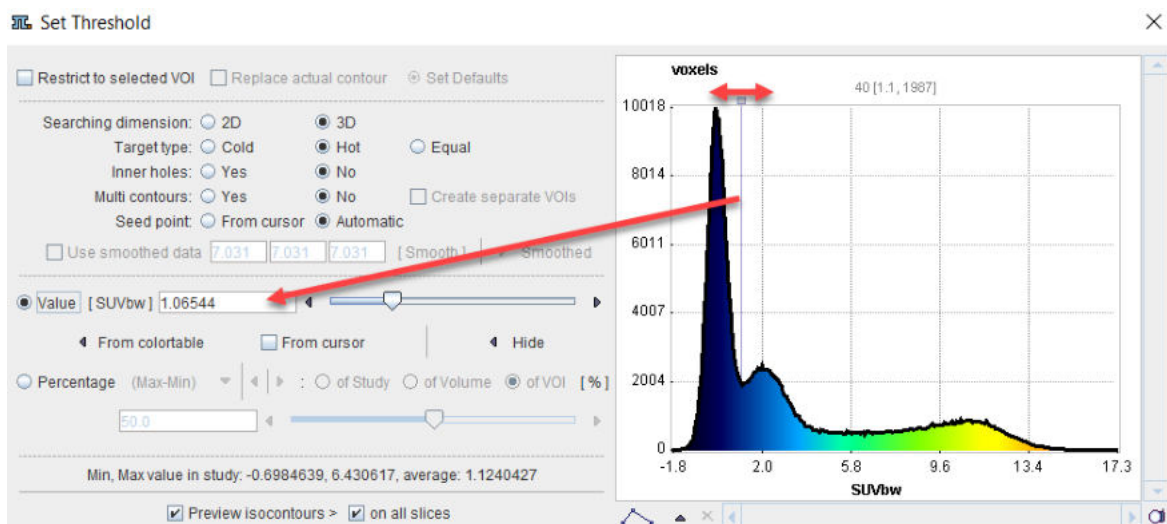 Set Threshold
Restrict to selected VOI Replace actual contour Set Defaults
Searching dimension: 2D 3D
Target type: Cold Hot Equal
Inner holes: Yes No
Multi contours: Yes No Create separate VOIs
Seed point: From cursor Automatic
Use smoothed data 7.031 7.031 7.031 [ Smooth ] Smoothed
Value [ SUVbw ] 1.06544
From colortable From cursor Hide
Percentage (Max-Min) : of Study of Volume of VOI [ % ]
50.0
Min, Max value in study: -0.6984639, 6.430617, average: 1.1240427
Preview isocontours > on all slices
voxels
40 [1.1, 1987]
10018
8014
6011
4007
2004
0
-1.8 2.0 5.8 9.6 13.4 17.3
SUVbw